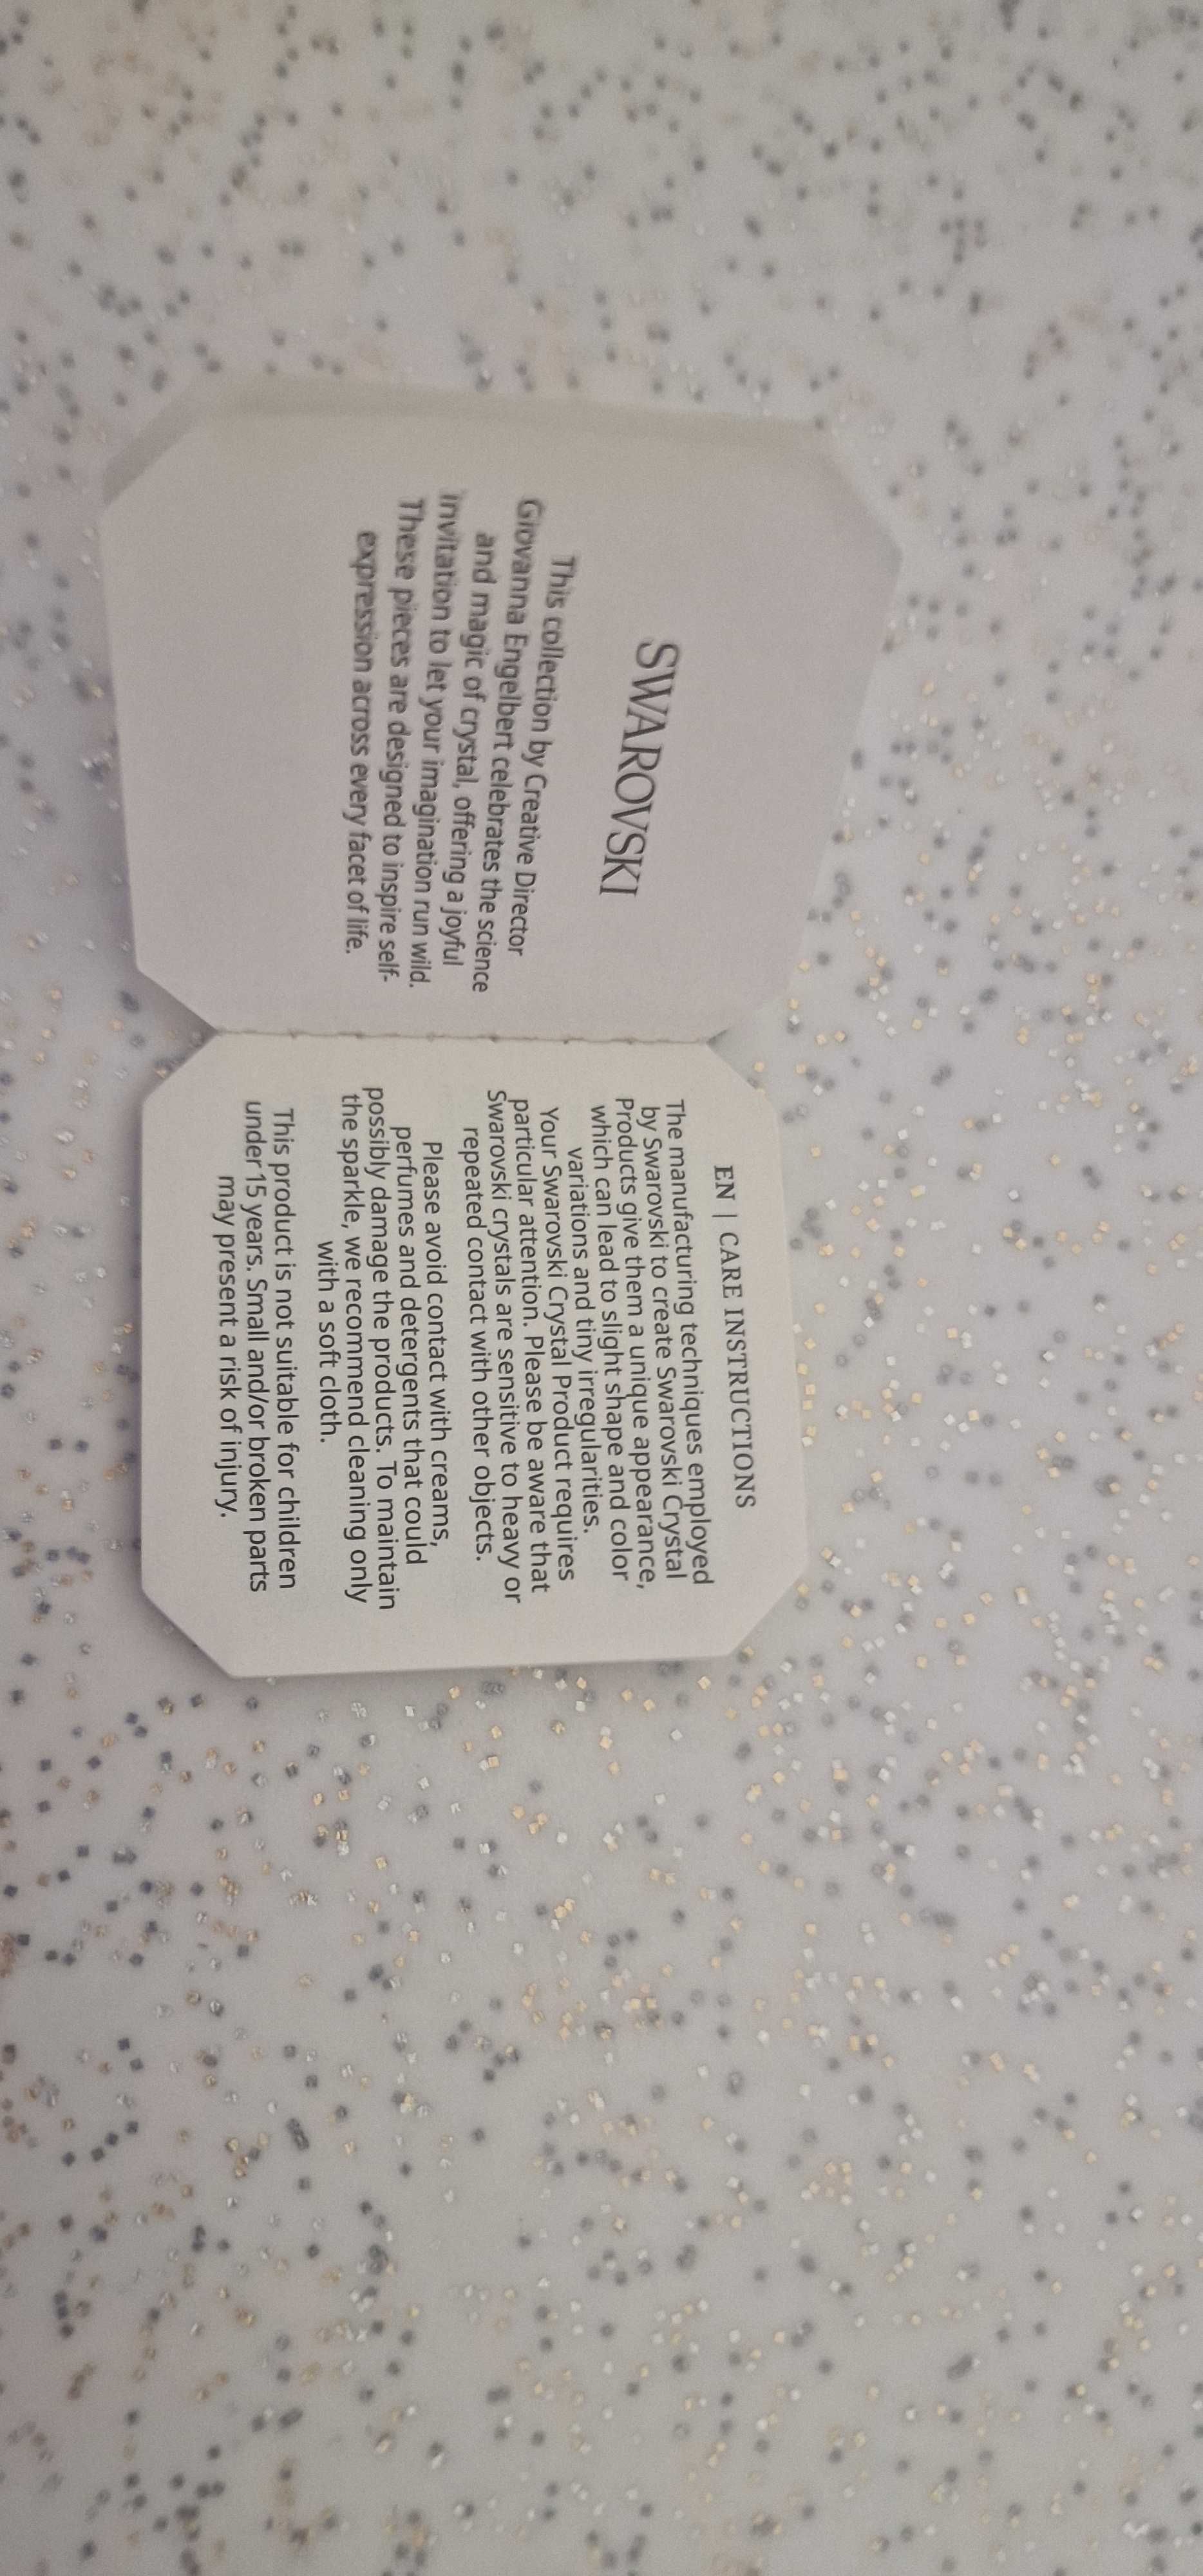 SWAROVSKI
This collection by Creative Director
Giovanna Engelbert celebrates the science
and magic of crystal, offering a joyful
invitation to let your imagination run wild.
These pieces are designed to inspire self-
expression across every facet of life.
EN | CARE INSTRUCTIONS
The manufacturing techniques employed
by Swarovski to create Swarovski Crystal
Products give them a unique appearance,
which can lead to slight shape and color
variations and tiny irregularities.
Your Swarovski Crystal Product requires
particular attention. Please be aware that
Swarovski crystals are sensitive to heavy or
repeated contact with other objects.
Please avoid contact with creams,
perfumes and detergents that could
possibly damage the products. To maintain
the sparkle, we recommend cleaning only
with a soft cloth.
This product is not suitable for children
under 15 years. Small and/or broken parts
may present a risk of injury.